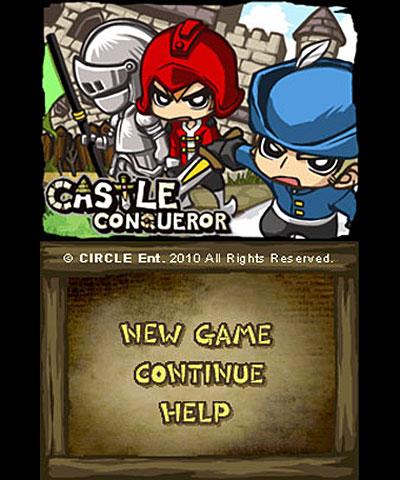 CASTLE
CONQUEROR
© CIRCLE Ent. 2010 All Rights Reserved.
NEW GAME
CONTINUE
HELP